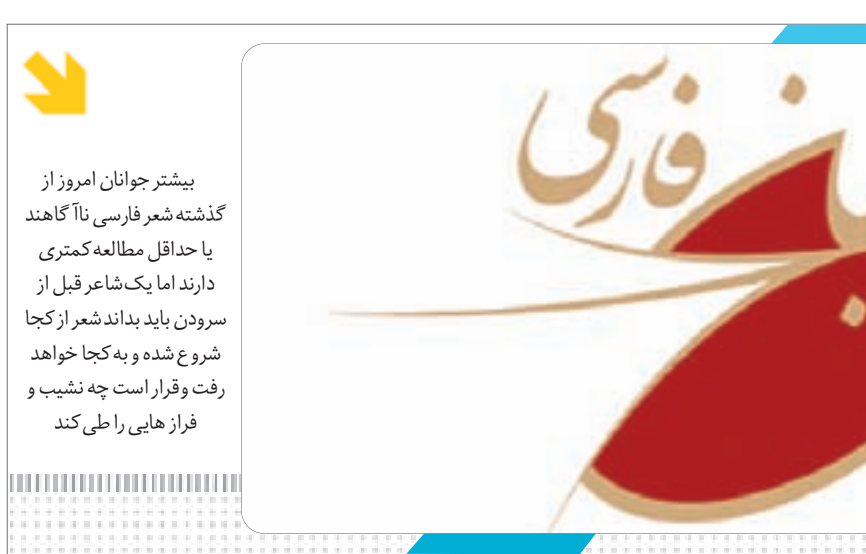 فارسی
بیشتر جوانان امروز از
گذشته شعر فارسی ناآگاهند
یا حداقل مطالعه کمتری
دارند اما یک شاعر قبل از
سرودن باید بداند شعر از کجا
شروع شده و به کجا خواهد
رفت وقرار است چه نشیب و
فراز هایی را طی کند